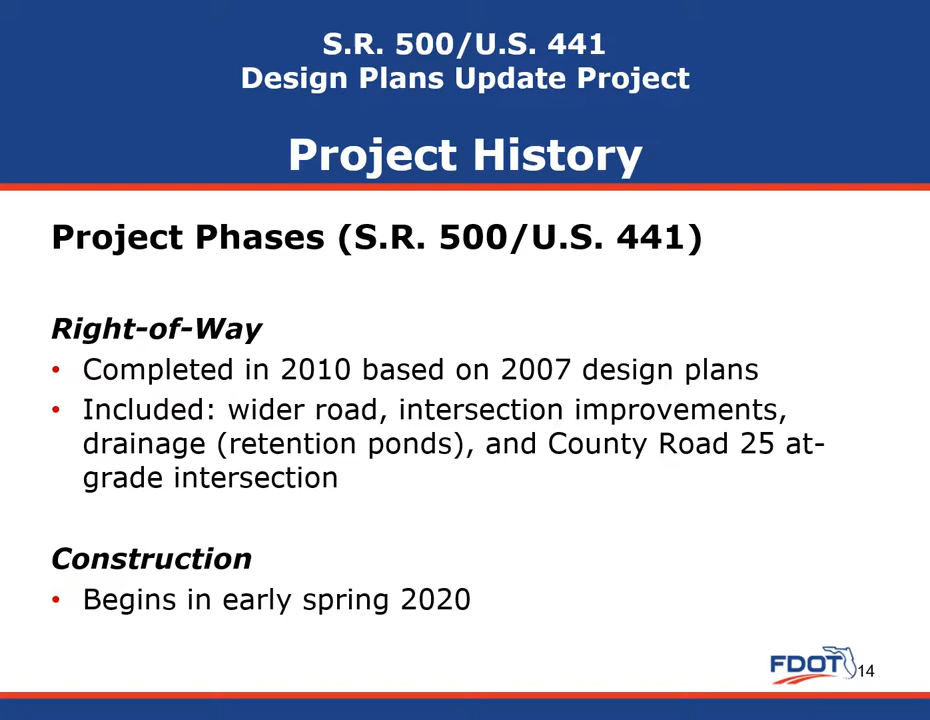 S.R. 500/U.S. 441
Design Plans Update Project
Project History
Project Phases (S.R. 500/U.S. 441)
Right-of-Way
• Completed in 2010 based on 2007 design plans
• Included: wider road, intersection improvements,
drainage (retention ponds), and County Road 25 at-
grade intersection
Construction
• Begins in early spring 2020
FDOT
14